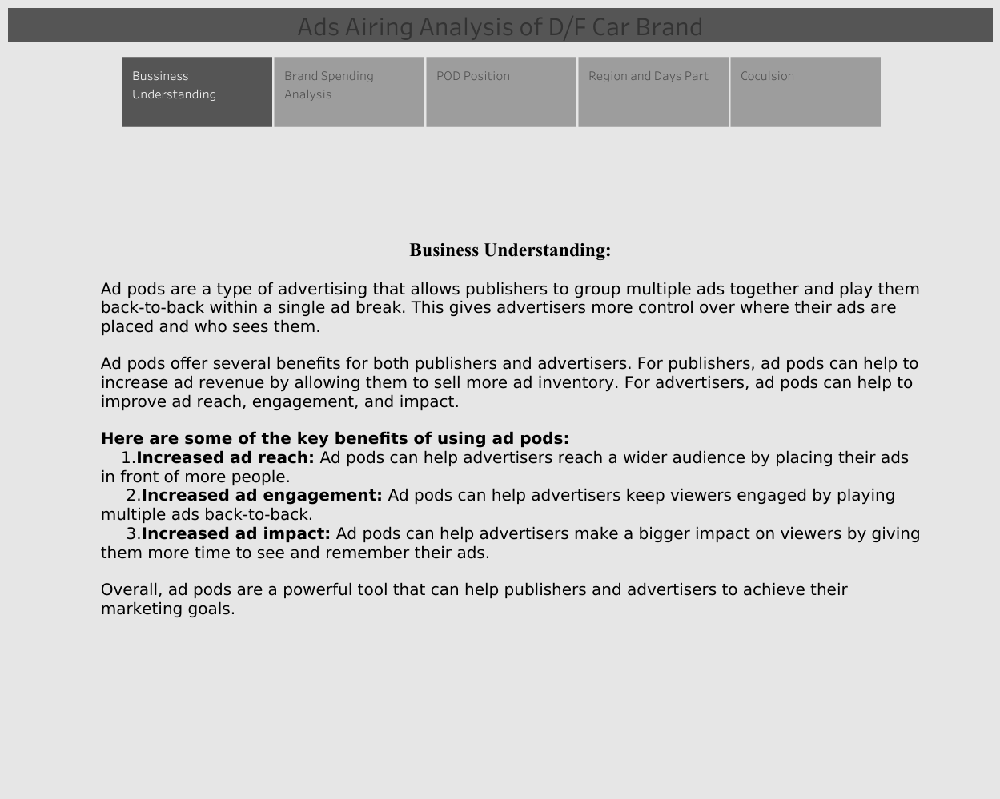 Ads Airing Analysis of D/F Car Brand
Bussiness
Understanding
Brand Spending
Analysis
POD Position
Region and Days Part
Coculsion
Business Understanding:
Ad pods are a type of advertising that allows publishers to group multiple ads together and play them
back-to-back within a single ad break. This gives advertisers more control over where their ads are
placed and who sees them.
Ad pods offer several benefits for both publishers and advertisers. For publishers, ad pods can help to
increase ad revenue by allowing them to sell more ad inventory. For advertisers, ad pods can help to
improve ad reach, engagement, and impact.
Here are some of the key benefits of using ad pods:
1.Increased ad reach: Ad pods can help advertisers reach a wider audience by placing their ads
in front of more people.
2.Increased ad engagement: Ad pods can help advertisers keep viewers engaged by playing
multiple ads back-to-back.
3.Increased ad impact: Ad pods can help advertisers make a bigger impact on viewers by giving
them more time to see and remember their ads.
Overall, ad pods are a powerful tool that can help publishers and advertisers to achieve their
marketing goals.